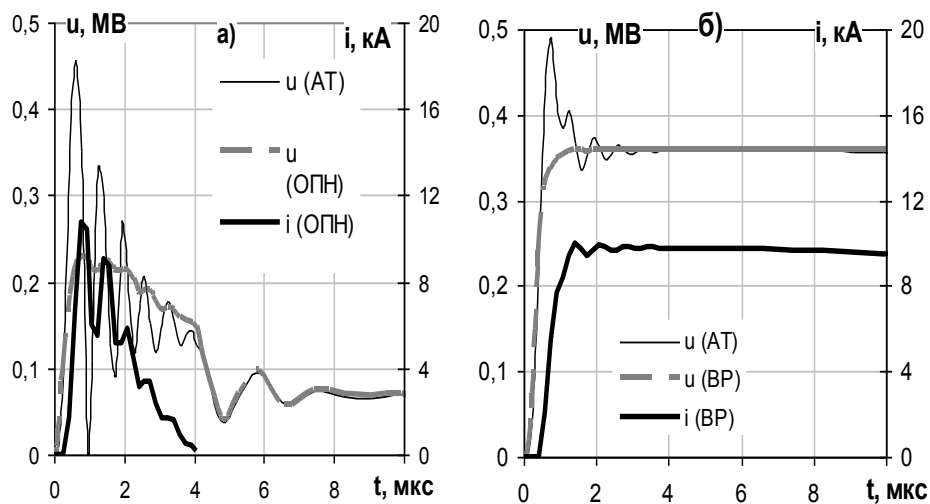 0,5 u, МВ а) i, кА 20
u (АТ)
u
(ОПН)
i (ОПН)
0,4 16
0,3 12
0,2 8
0,1 4
0 0
0 2 4 6 8
t, мкс
0,5 u, МВ б) i, кА 20
0,4 16
0,3 12
0,2 8
u (АТ)
u (ВР)
i (ВР)
0,1 4
0 0
0 2 4 6 8
t, мкс